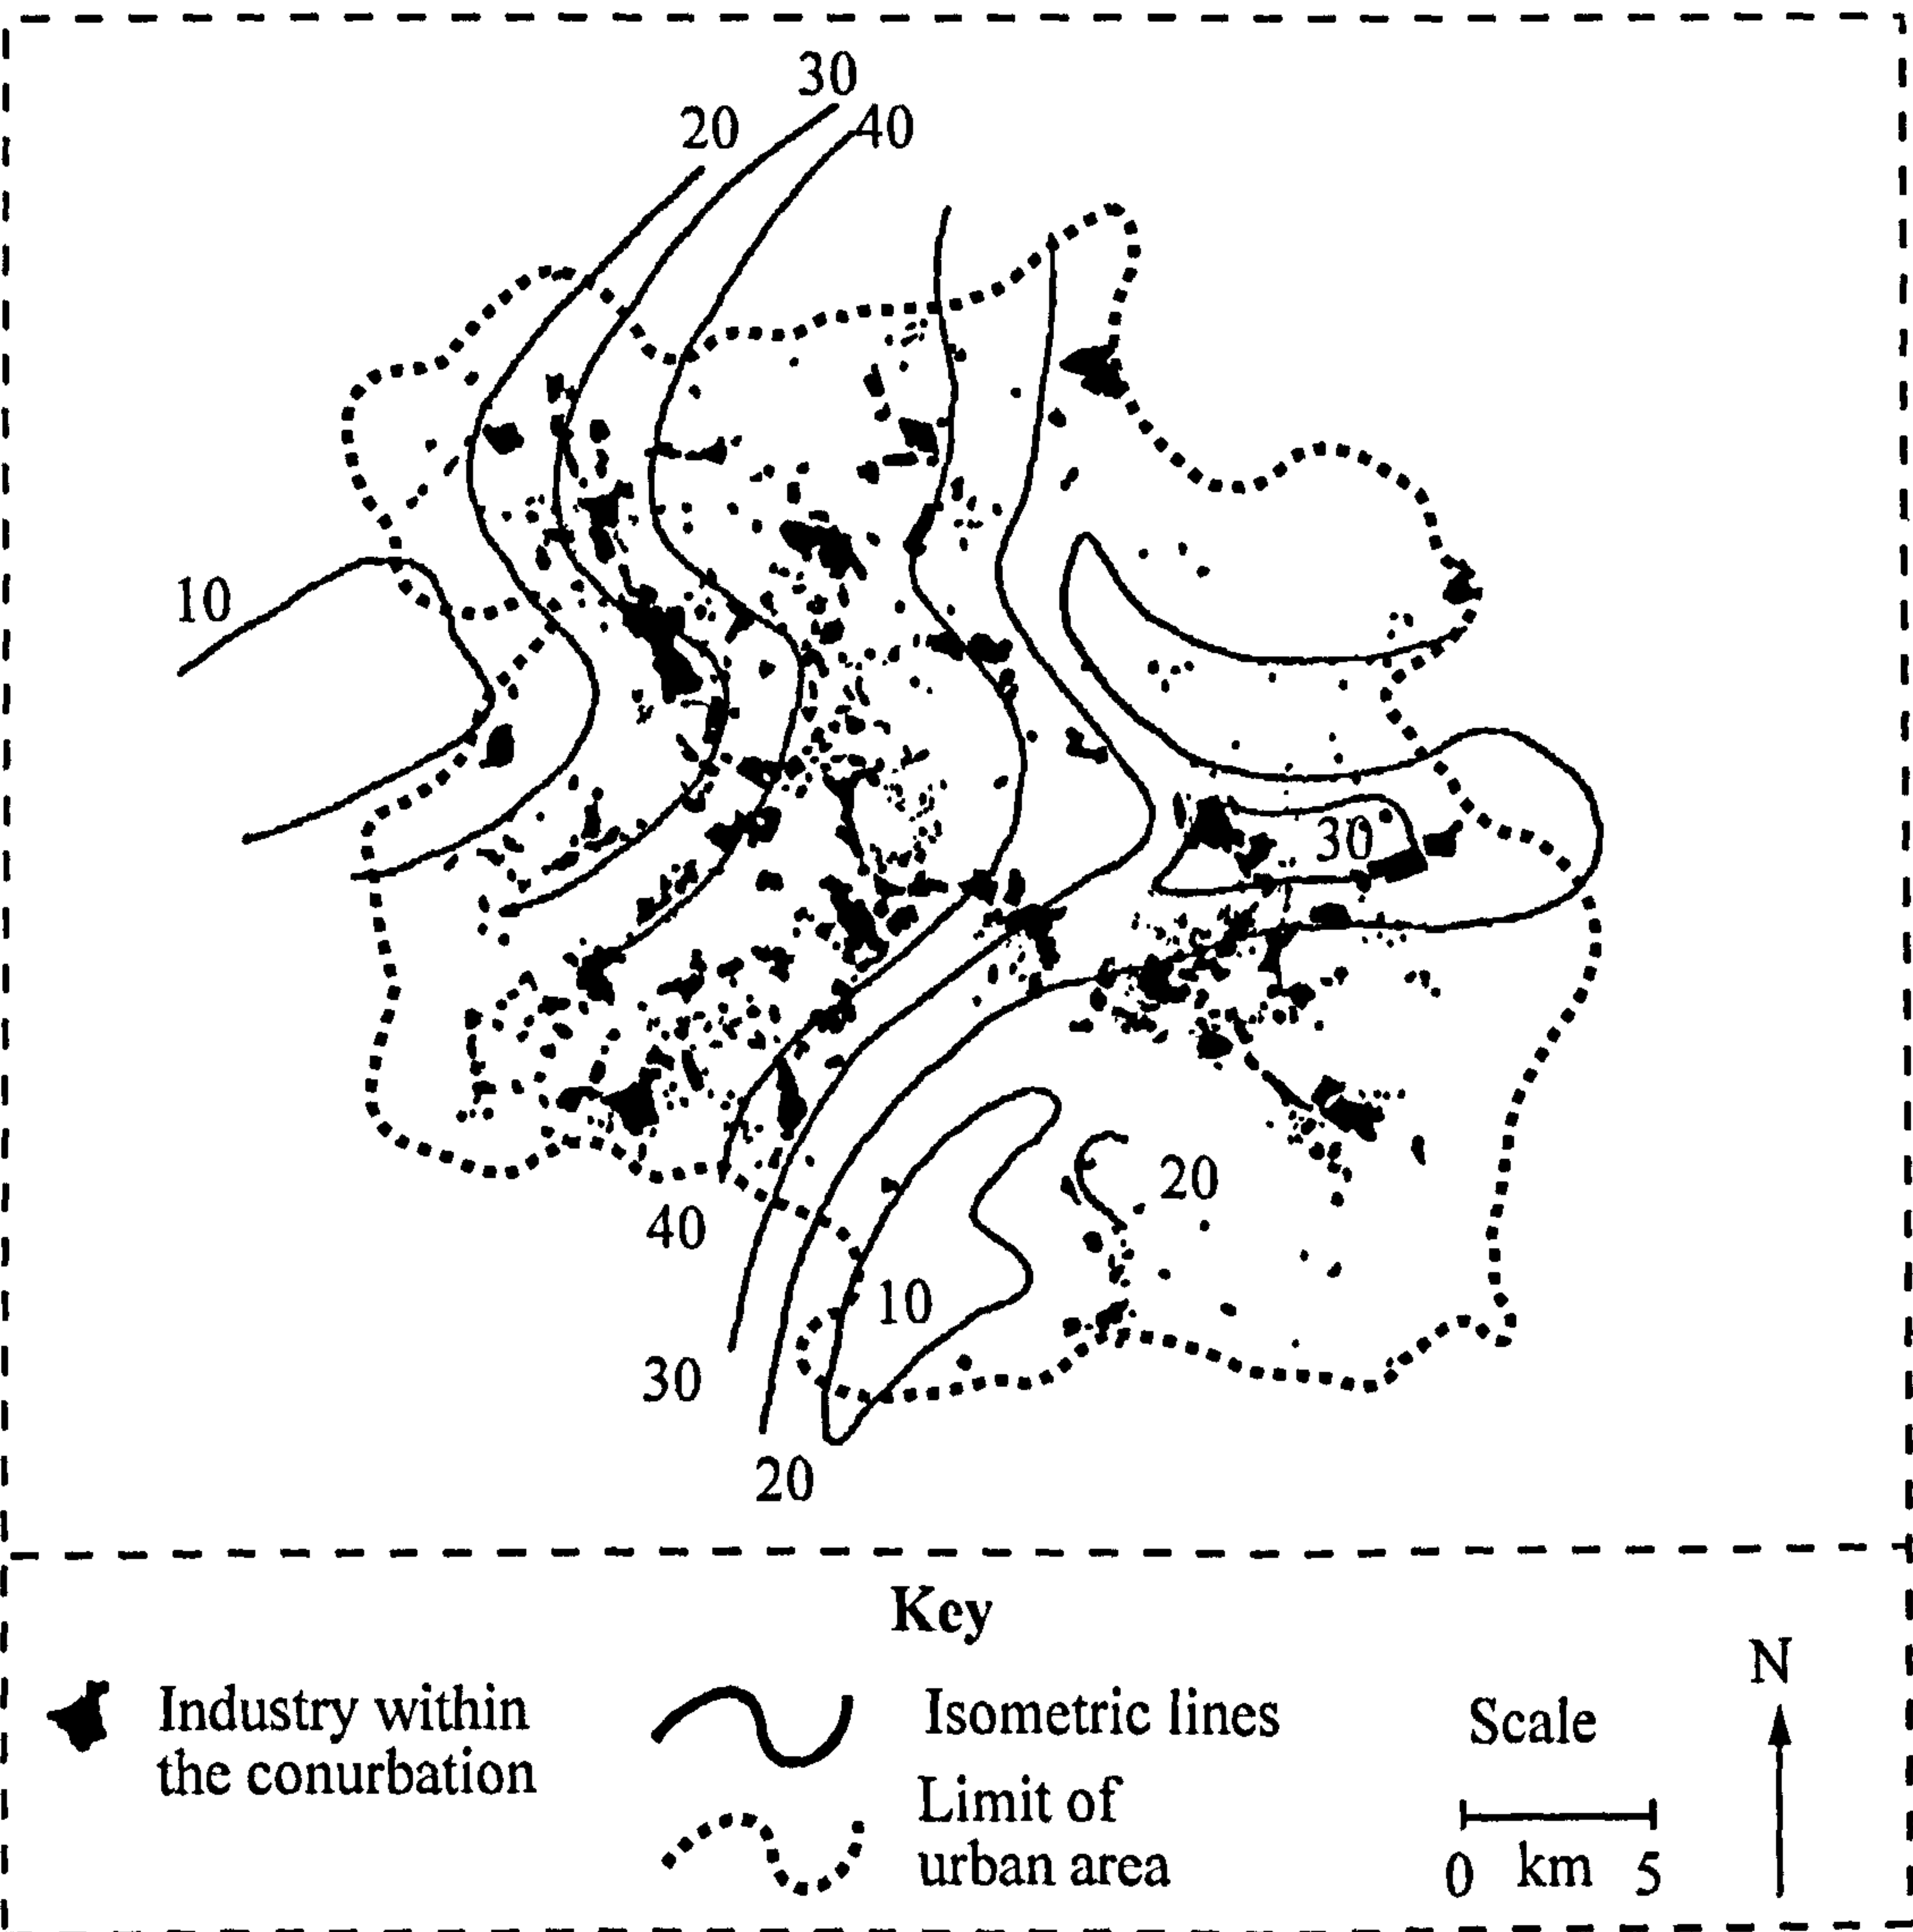 30
20
40
10
30
20
40
10
30
20
Key
Industry within
the conurbation
Isometric lines
Limit of
urban area
Scale
0 km 5
N